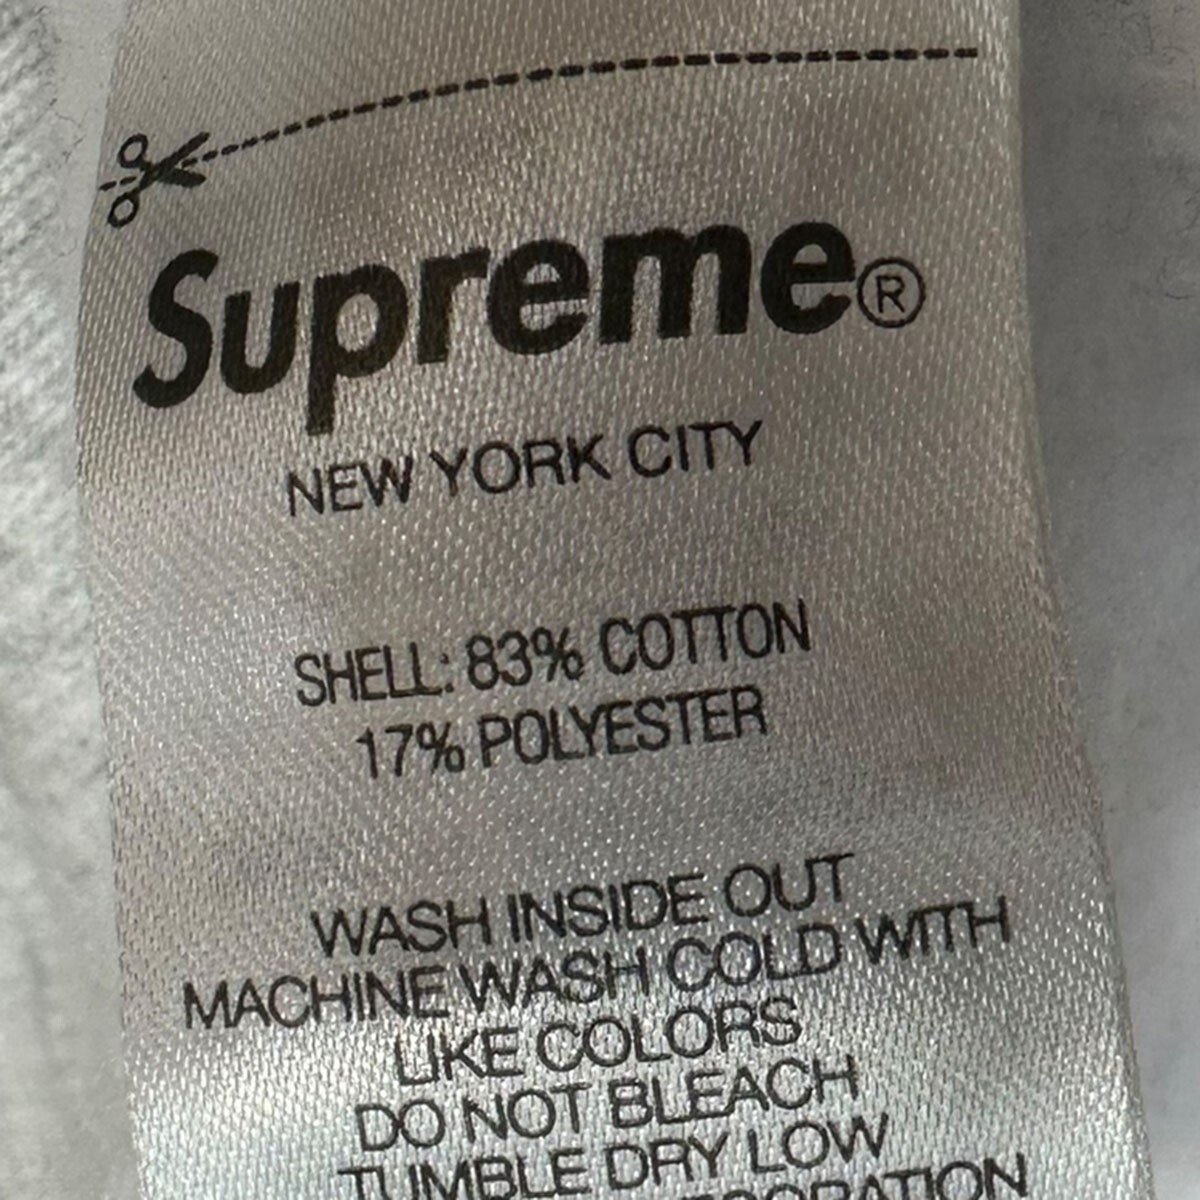 Supreme®
NEW YORK CITY
SHELL: 83% COTTON
17% POLYESTER
WASH INSIDE OUT
MACHINE WASH COLD WITH
LIKE COLORS
DO NOT BLEACH
TUMBLE DRY LOW